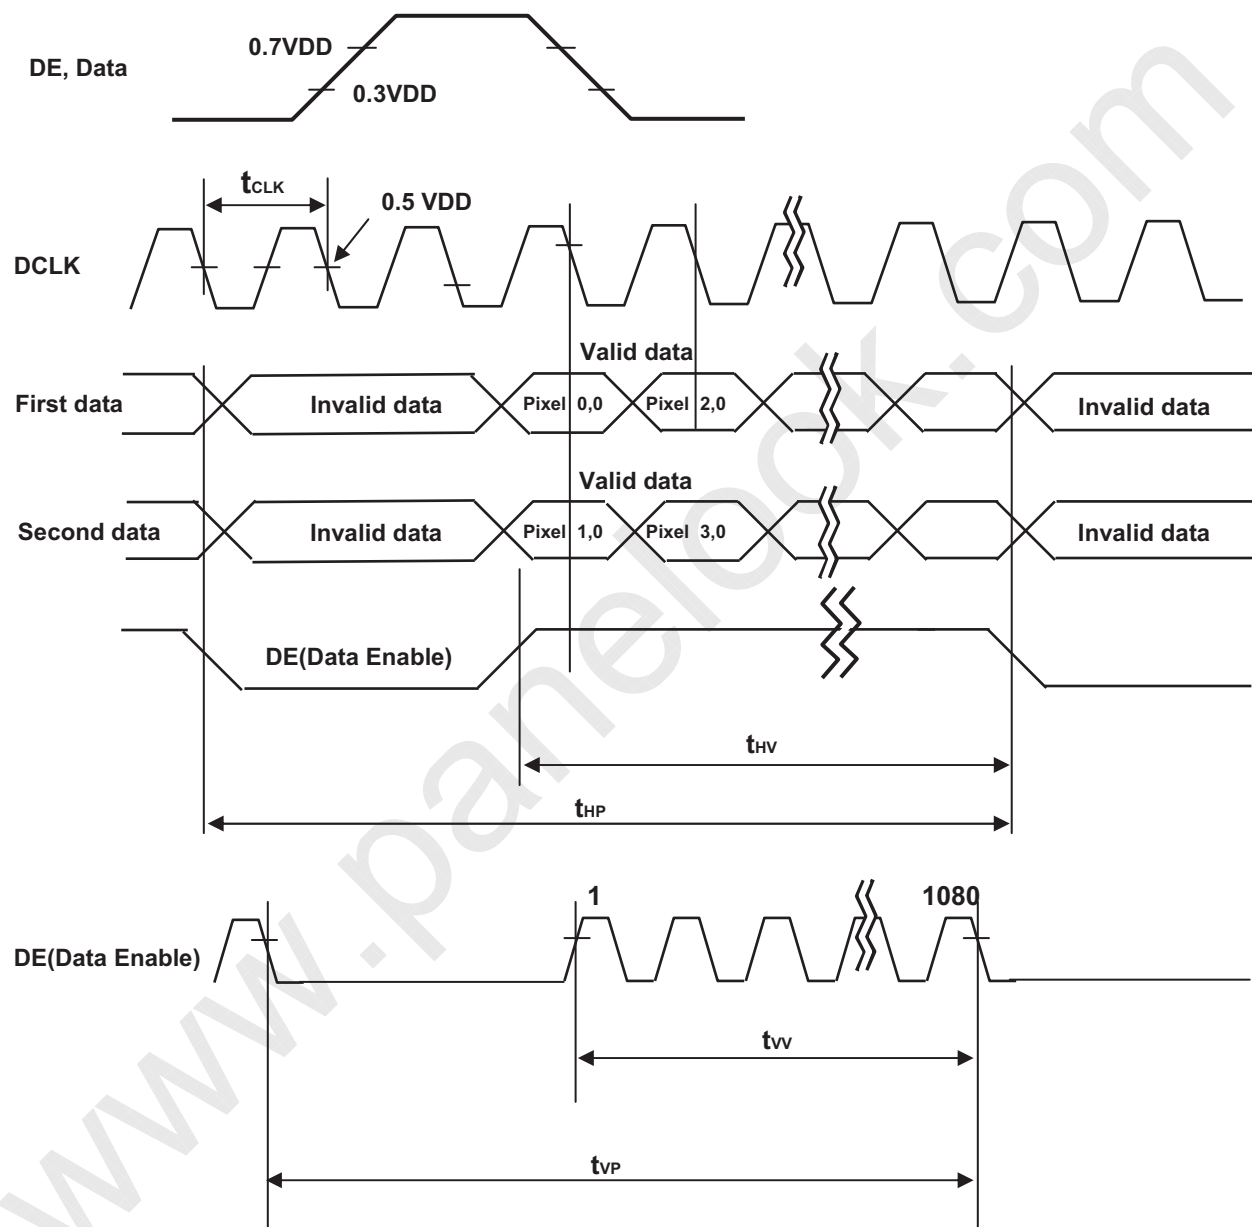 0.7VDD
DE, Data
0.3VDD
tCLK
0.5 VDD
DCLK
Valid data
First data
Invalid data
Pixel 0,0
Pixel 2,0
Invalid data
Valid data
Second data
Invalid data
Pixel 1,0
Pixel 3,0
Invalid data
DE(Data Enable)
tHV
tHP
1
1080
DE(Data Enable)
tVV
tVP
www.panelook.com